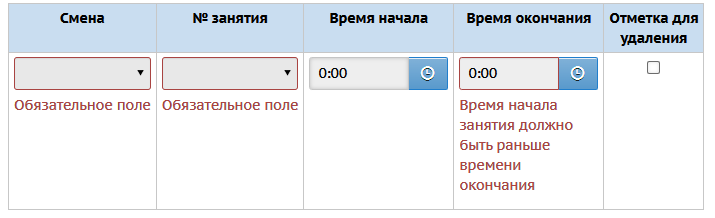 Смена
№ занятия
Время начала
Время окончания
Отметка для
удаления
0:00
0:00
Обязательное поле
Обязательное поле
Время начала
занятия должно
быть раньше
времени
окончания